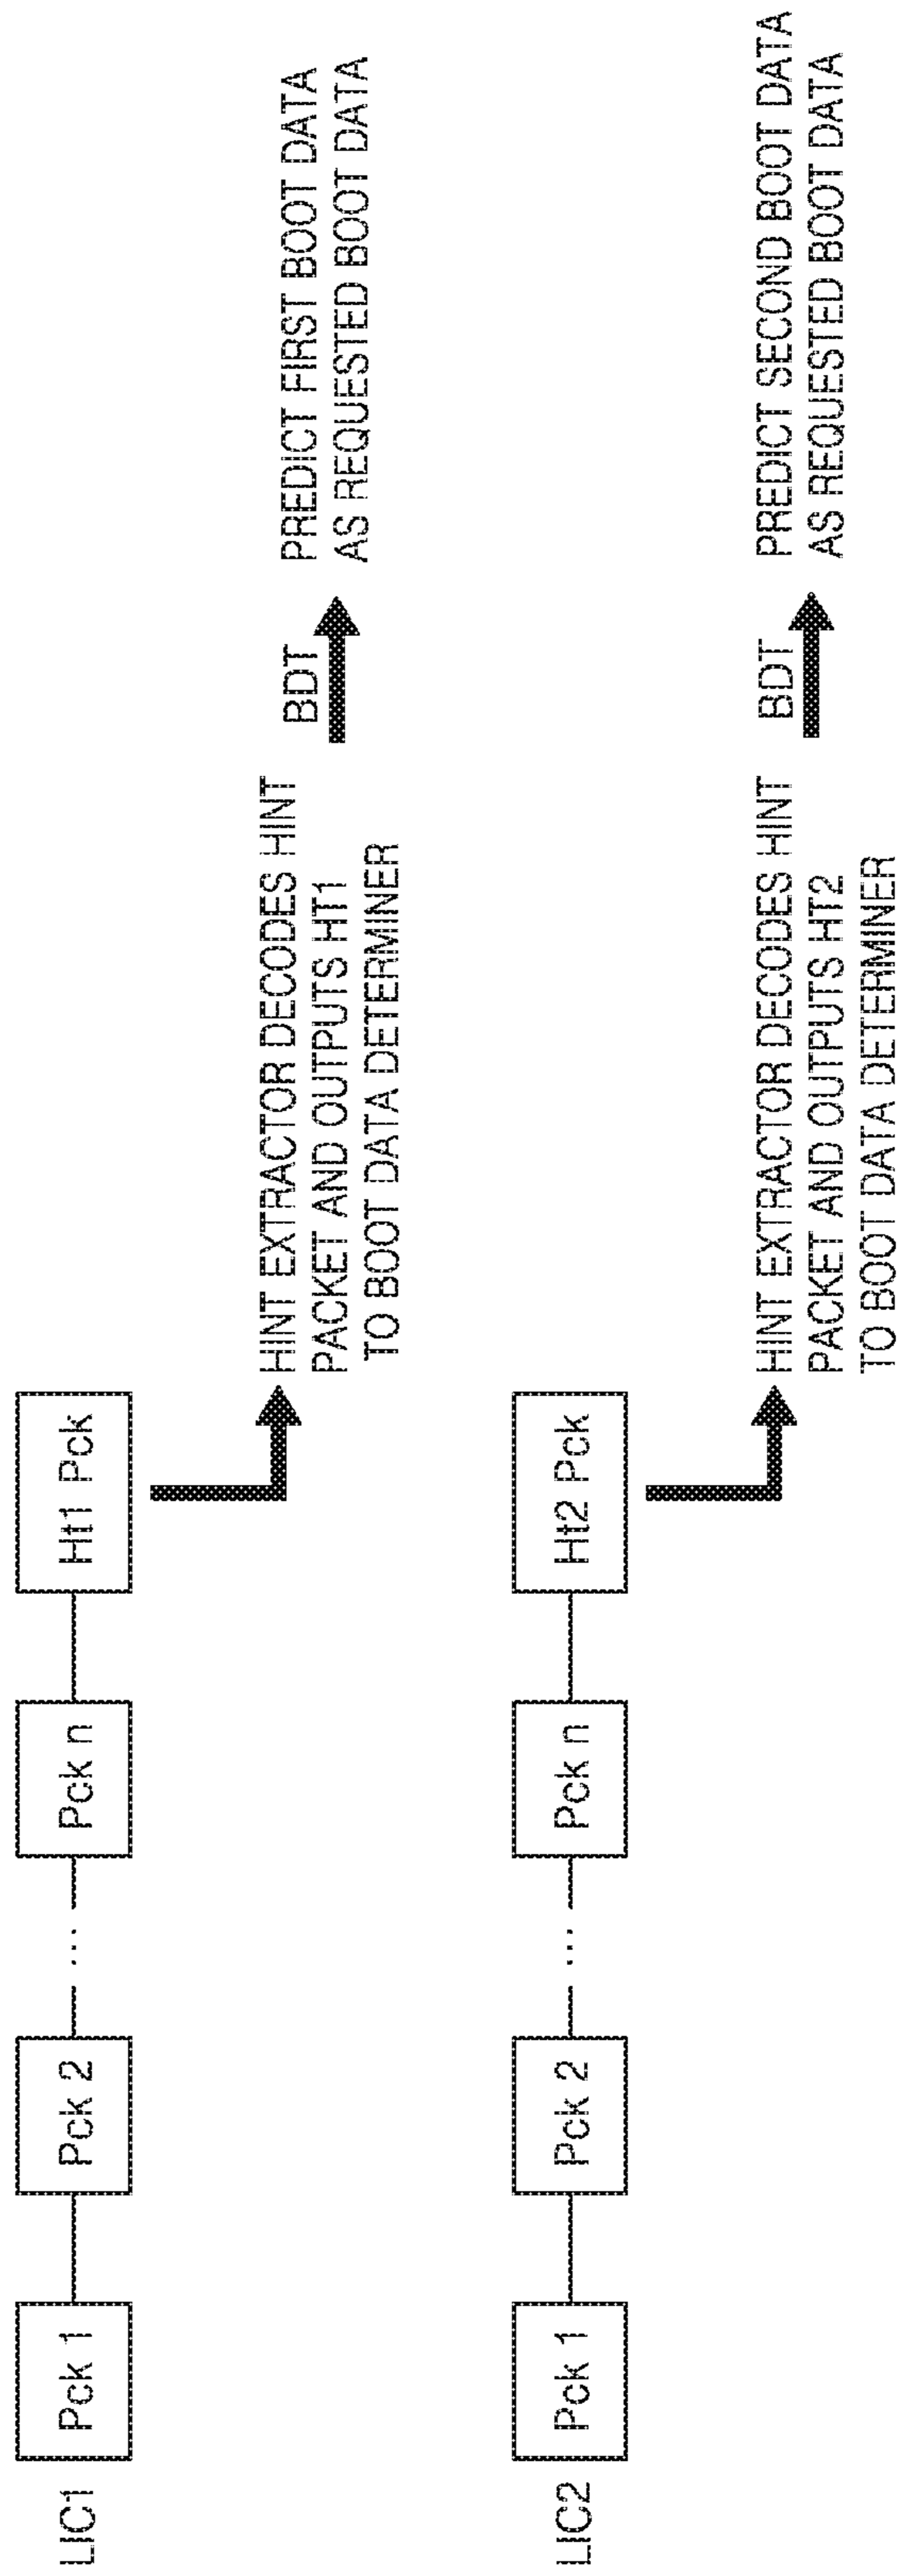 LIC1
Pck 1
Pck 2
...
Pck n
Ht1 Pck
HINT EXTRACTOR DECODES HINT
PACKET AND OUTPUTS HT1
TO BOOT DATA DETERMINER
BDT
PREDICT FIRST BOOT DATA
AS REQUESTED BOOT DATA
LIC2
Pck 1
Pck 2
...
Pck n
Ht2 Pck
HINT EXTRACTOR DECODES HINT
PACKET AND OUTPUTS HT2
TO BOOT DATA DETERMINER
BDT
PREDICT SECOND BOOT DATA
AS REQUESTED BOOT DATA